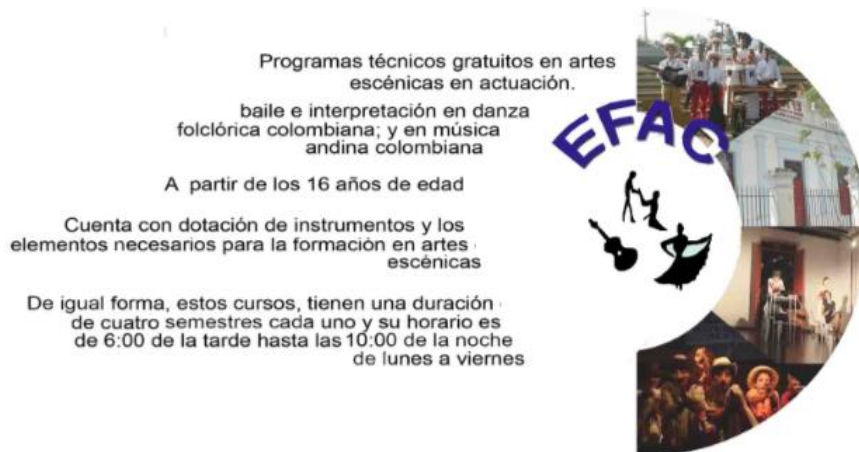 Programas técnicos gratuitos en artes
escénicas en actuación.
baile e interpretación en danza
folclórica colombiana; y en música
andina colombiana
A partir de los 16 años de edad
Cuenta con dotación de instrumentos y los
elementos necesarios para la formación en artes
escénicas
De igual forma, estos cursos, tienen una duración
de cuatro semestres cada uno y su horario es
de 6:00 de la tarde hasta las 10:00 de la noche
de lunes a viernes
EFAC